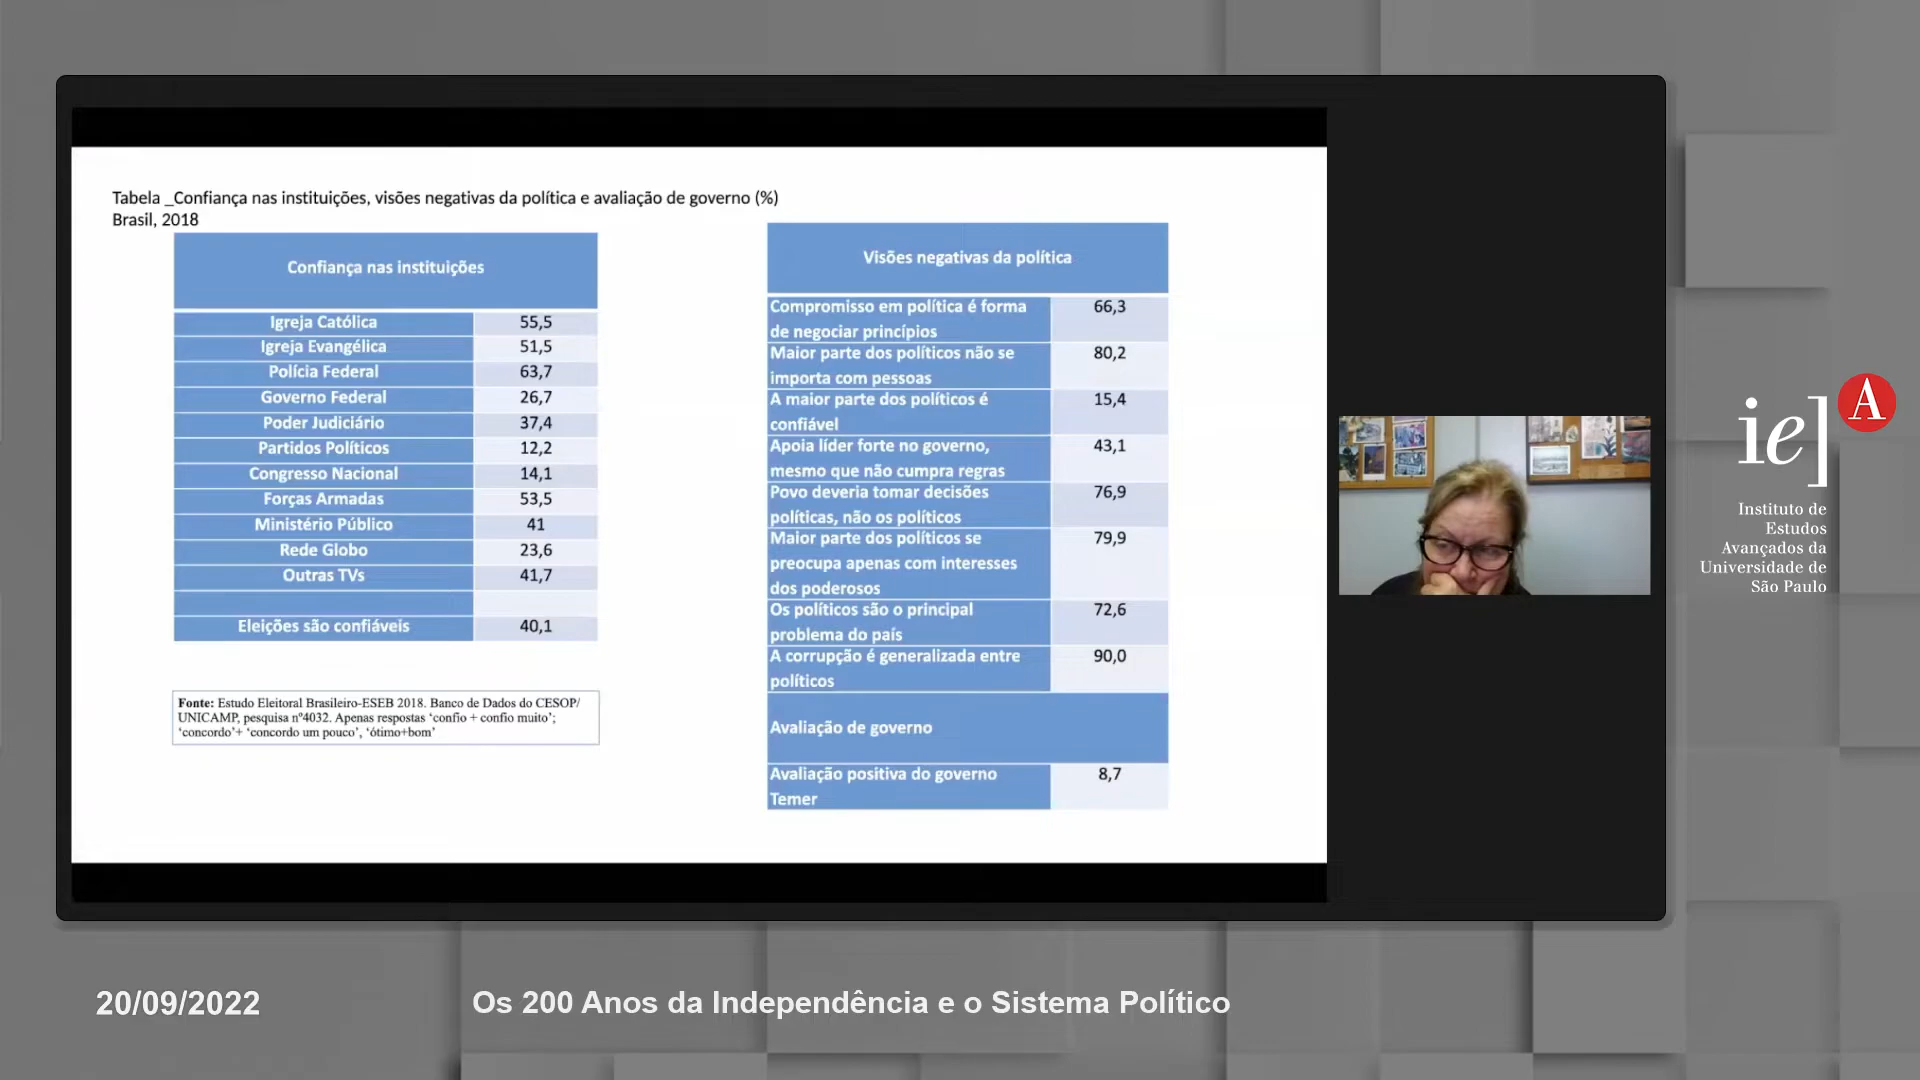 Tabela _Confiança nas instituições, visões negativas da política e avaliação de governo (%)
Brasil, 2018
Confiança nas instituições
Igreja Católica 55,5
Igreja Evangélica 51,5
Polícia Federal 63,7
Governo Federal 26,7
Poder Judiciário 37,4
Partidos Políticos 12,2
Congresso Nacional 14,1
Forças Armadas 53,5
Ministério Público 41
Rede Globo 23,6
Outras TVs 41,7
Eleições são confiáveis 40,1
Fonte: Estudo Eleitoral Brasileiro-ESEB 2018. Banco de Dados do CESOP/
UNICAMP, pesquisa nº4032. Apenas respostas ‘confio + confio muito’;
‘concordo’+ ‘concordo um pouco’, ‘ótimo+bom’
Visões negativas da política
Compromisso em política é forma 66,3
de negociar princípios
Maior parte dos políticos não se 80,2
importa com pessoas
A maior parte dos políticos é 15,4
confiável
Apoia líder forte no governo, 43,1
mesmo que não cumpra regras
Povo deveria tomar decisões 76,9
políticas, não os políticos
Maior parte dos políticos se 79,9
preocupa apenas com interesses
dos poderosos
Os políticos são o principal 72,6
problema do país
A corrupção é generalizada entre 90,0
políticos
Avaliação de governo
Avaliação positiva do governo 8,7
Temer
iea
Instituto de
Estudos
Avançados da
Universidade de
São Paulo
20/09/2022
Os 200 Anos da Independência e o Sistema Político